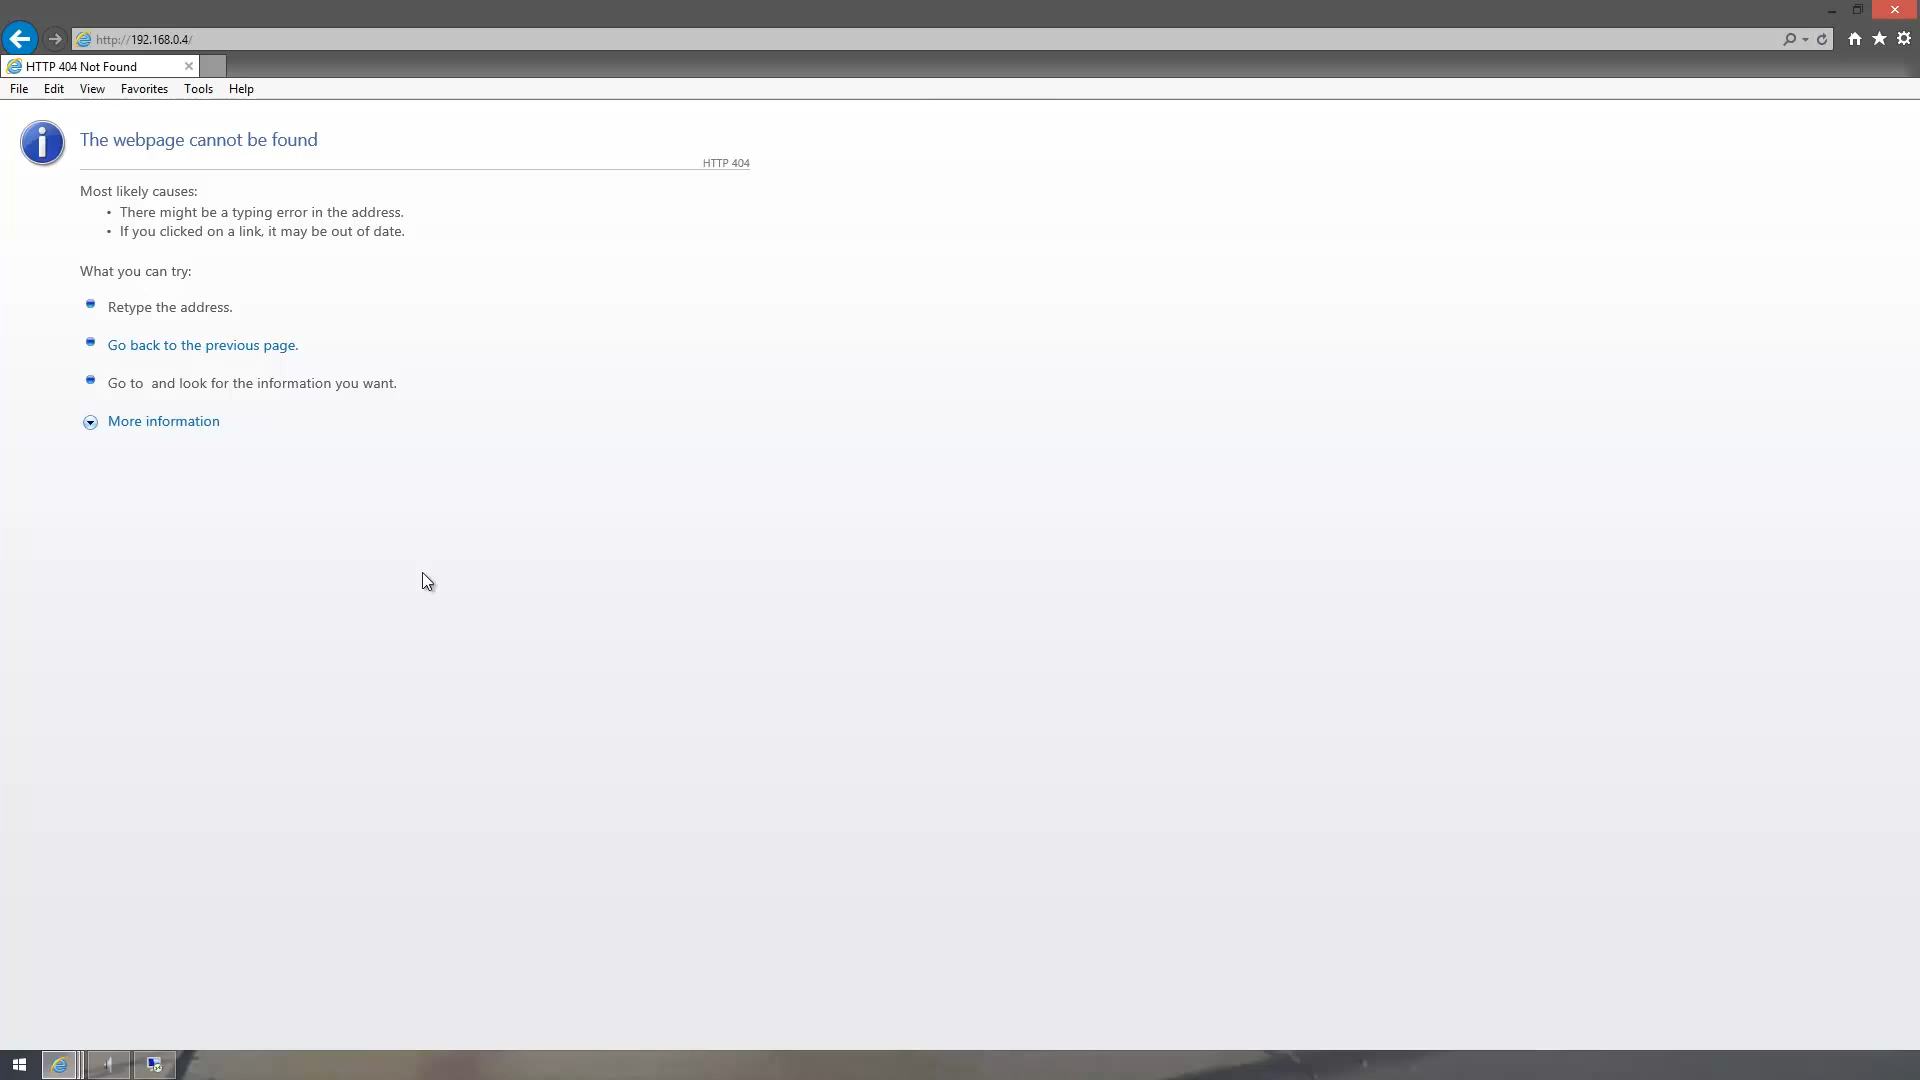 http://192.168.0.4/
HTTP 404 Not Found
File Edit View Favorites Tools Help
The webpage cannot be found
HTTP 404
Most likely causes:
• There might be a typing error in the address.
• If you clicked on a link, it may be out of date.
What you can try:
Retype the address.
Go back to the previous page.
Go to  and look for the information you want.
More information